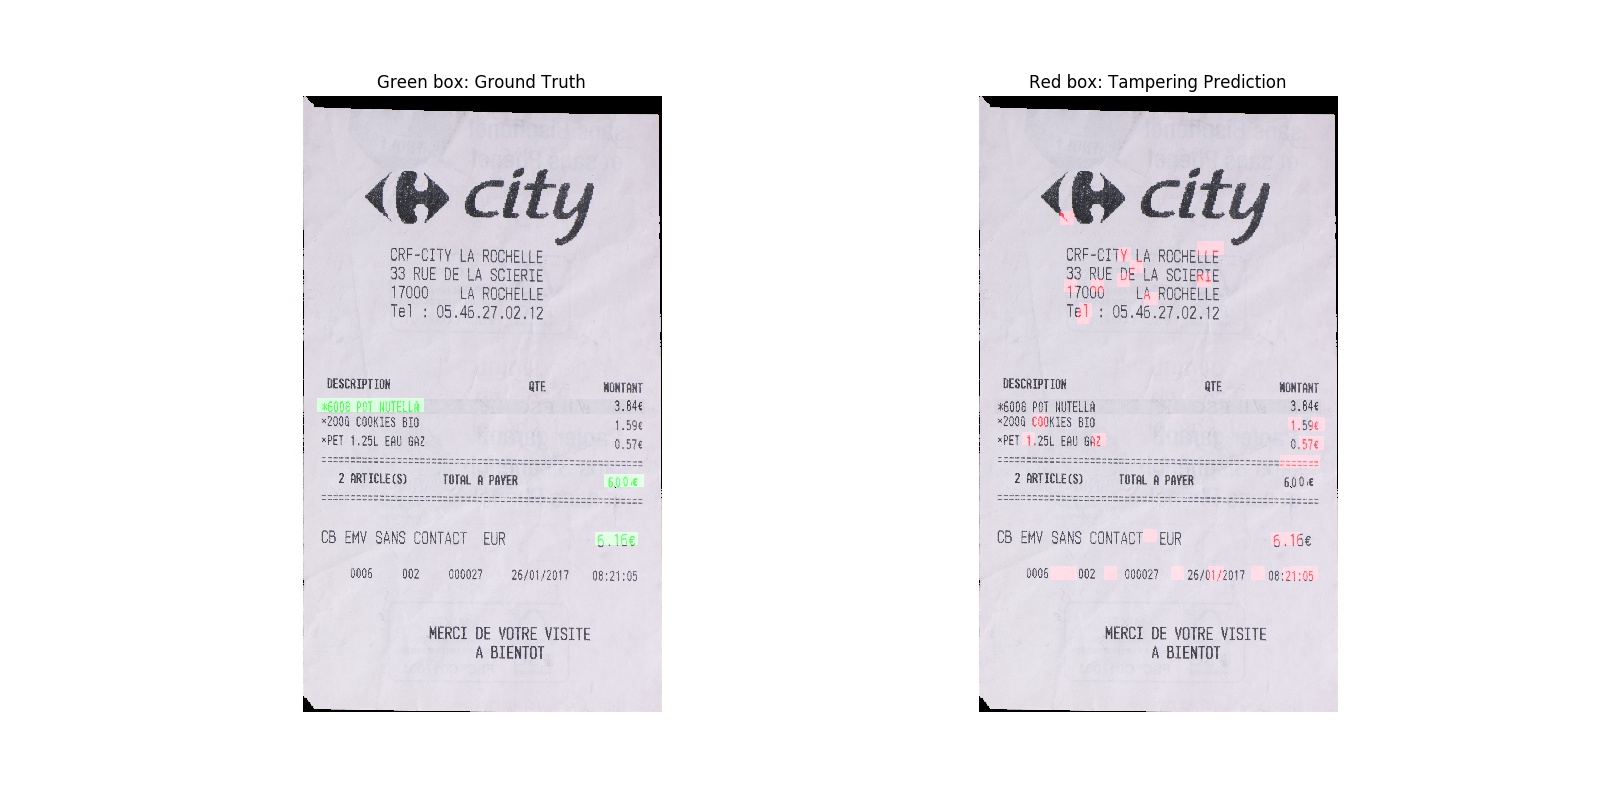 Green box: Ground Truth
city
CRF-CITY LA ROCHELLE
33 RUE DE LA SCIERIE
17000 LA ROCHELLE
Tel : 05.46.27.02.12
DESCRIPTION QTE MONTANT
*600G POT NUTELLA 3.84€
*200G COOKIES BIO 1.59€
*PET 1.25L EAU GAZ 0.57€
2 ARTICLE(S) TOTAL A PAYER 6,00€
CB EMV SANS CONTACT EUR 6.16€
0006 002 000027 26/01/2017 08:21:05
MERCI DE VOTRE VISITE
A BIENTOT
Red box: Tampering Prediction
city
CRF-CITY LA ROCHELLE
33 RUE DE LA SCIERIE
17000 LA ROCHELLE
Tel : 05.46.27.02.12
DESCRIPTION QTE MONTANT
*600G POT NUTELLA 3.84€
*200G COOKIES BIO 1.59€
*PET 1.25L EAU GAZ 0.57€
2 ARTICLE(S) TOTAL A PAYER 6,00€
CB EMV SANS CONTACT EUR 6.16€
0006 002 000027 26/01/2017 08:21:05
MERCI DE VOTRE VISITE
A BIENTOT